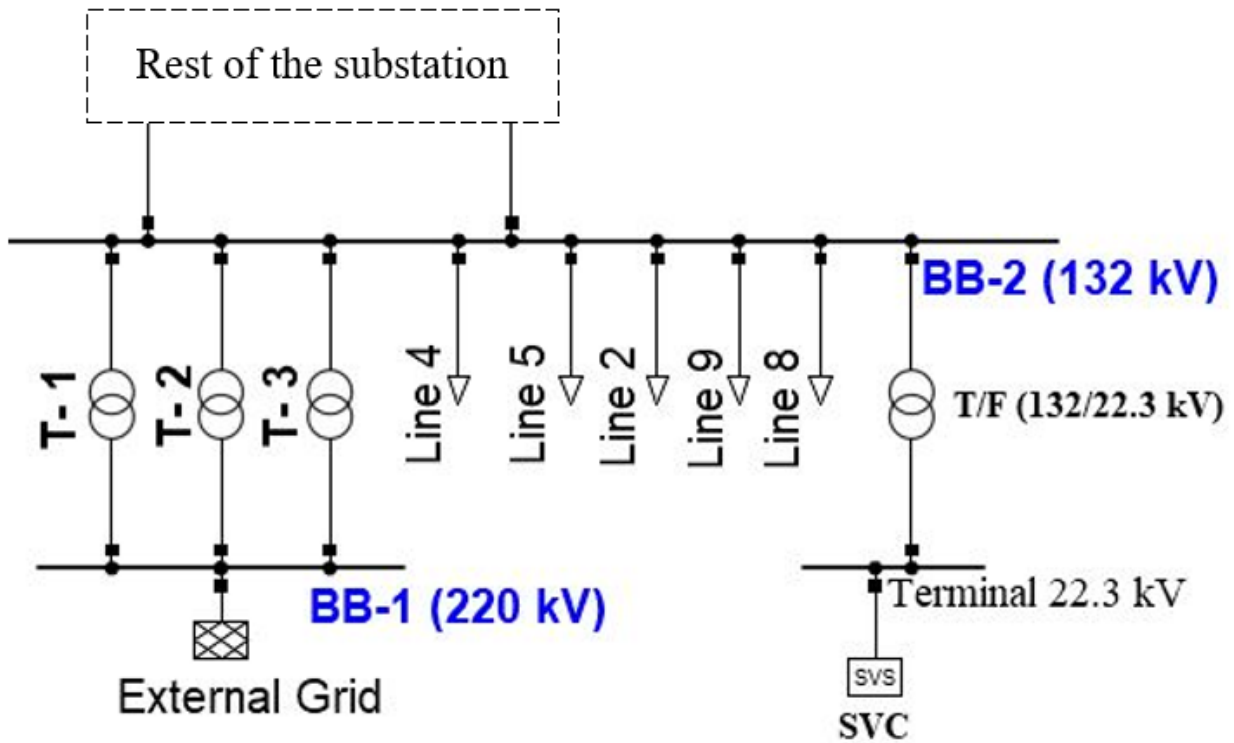 Rest of the substation
BB-2 (132 kV)
T- 1
T- 2
T- 3
Line 4
Line 5
Line 2
Line 9
Line 8
T/F (132/22.3 kV)
BB-1 (220 kV)
Terminal 22.3 kV
External Grid
SVS
SVC